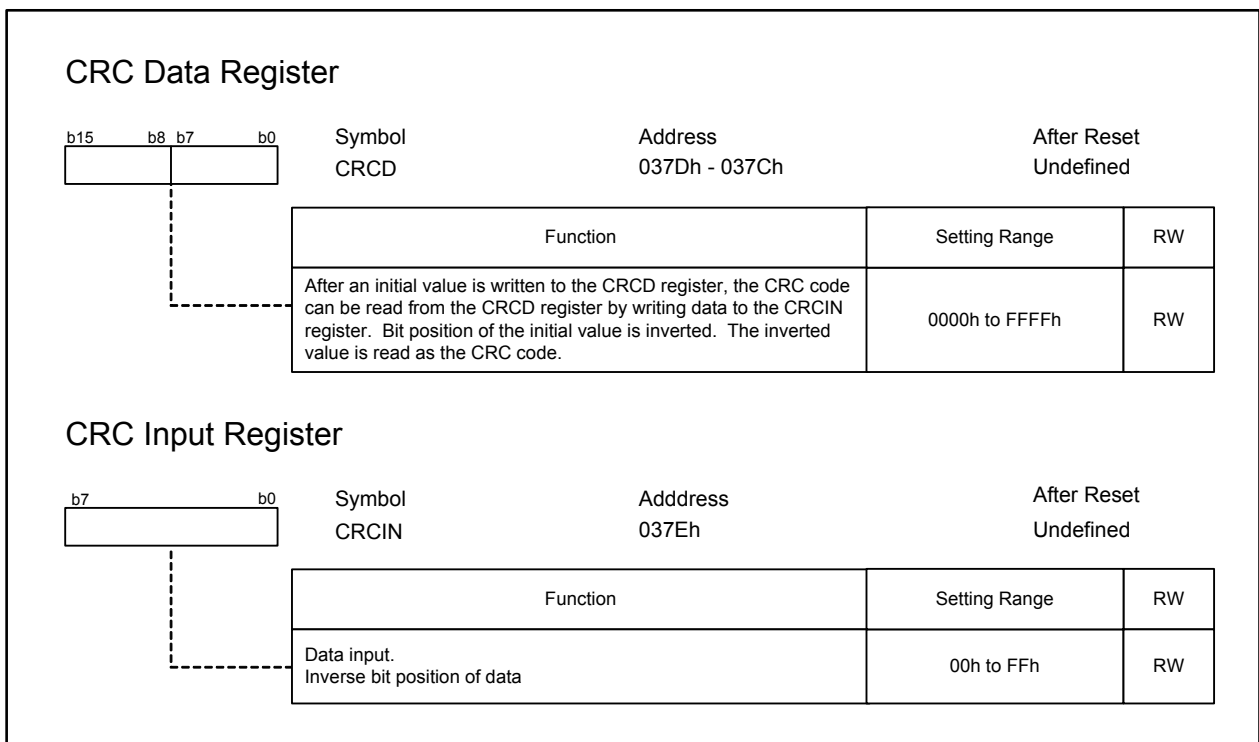 CRC Data Register
b15 b8 b7 b0 Symbol Address After Reset
CRCD 037Dh - 037Ch Undefined
Function Setting Range RW
After an initial value is written to the CRCD register, the CRC code
can be read from the CRCD register by writing data to the CRCIN
register. Bit position of the initial value is inverted. The inverted
value is read as the CRC code.
0000h to FFFFh RW
CRC Input Register
b7 b0 Symbol Adddress After Reset
CRCIN 037Eh Undefined
Function Setting Range RW
Data input.
Inverse bit position of data
00h to FFh RW